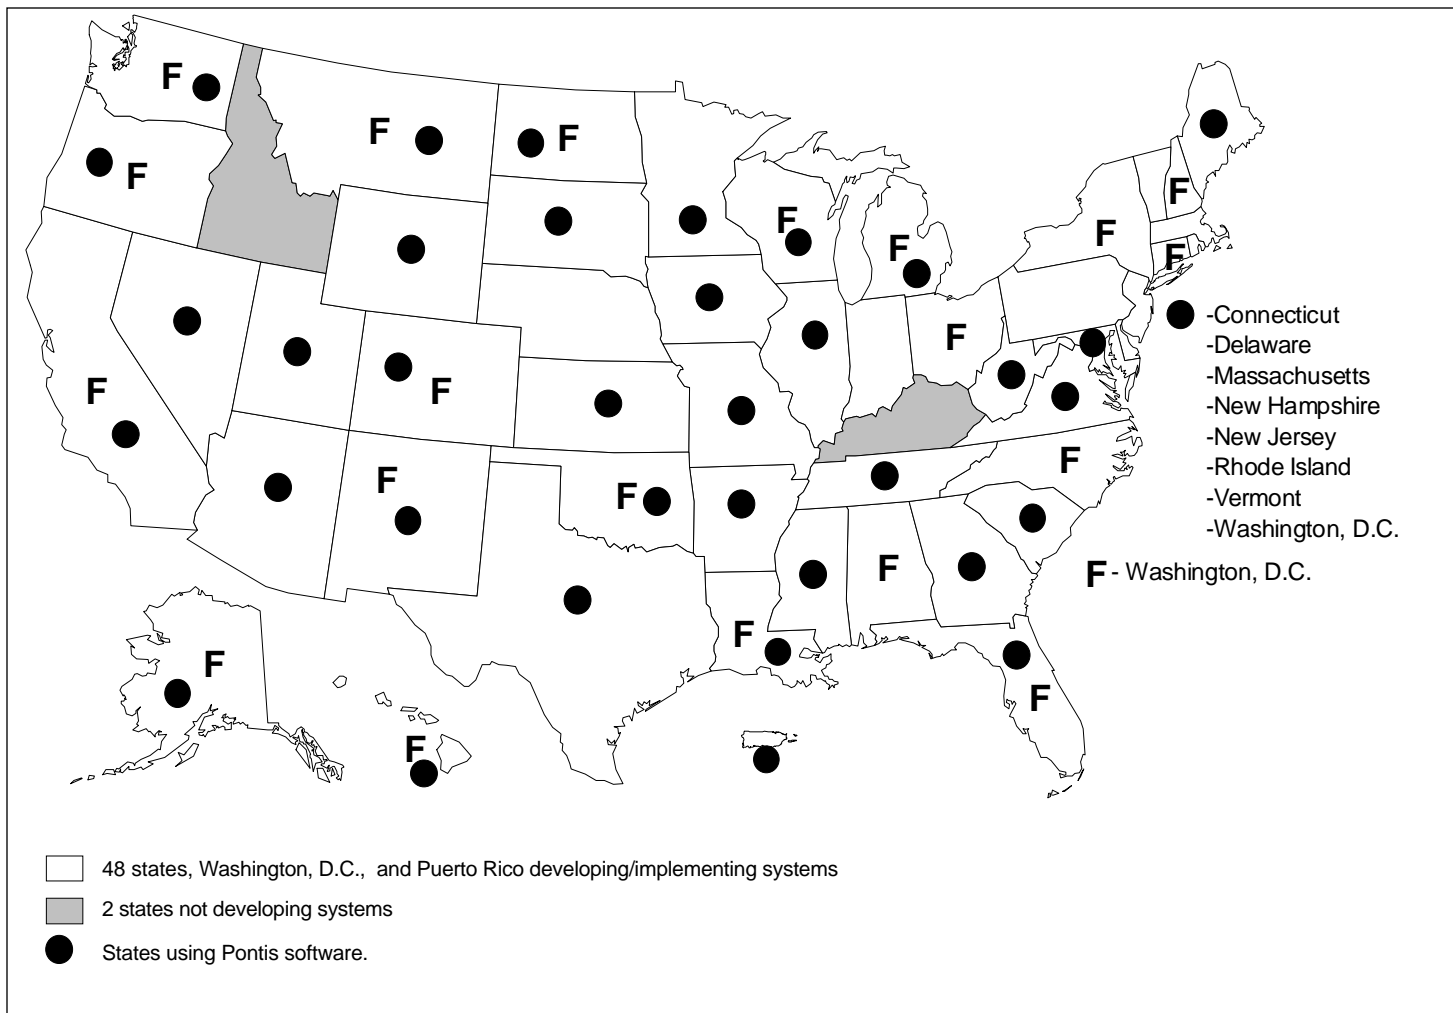 F
F
F
F
F
F
F
F
F
F
F
-Connecticut
-Delaware
F
-Massachusetts
F
F
-New Hampshire
-New Jersey
F
-Rhode Island
F
-Vermont
F
-Washington, D.C.
F
F - Washington, D.C.
F
F
F
F
48 states, Washington, D.C., and Puerto Rico developing/implementing systems
2 states not developing systems
States using Pontis software.